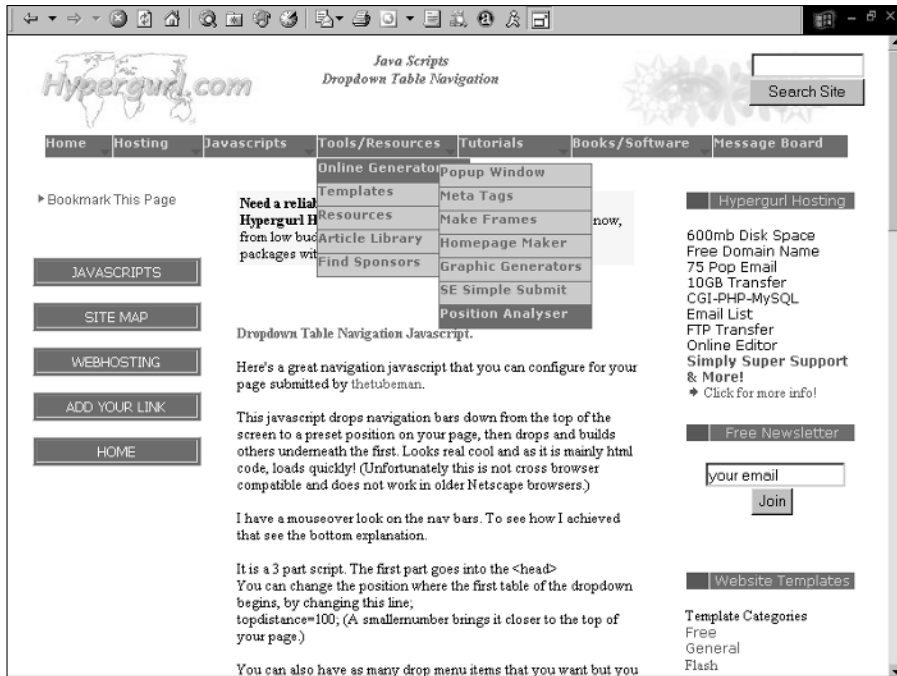 Hypergurl.com
Java Scripts
Dropdown Table Navigation
Search Site
Home Hosting Javascripts Tools/Resources Tutorials Books/Software Message Board
Online Generato
Templates
Resources
Article Library
Find Sponsors
Popup Window
Meta Tags
Make Frames
Homepage Maker
Graphic Generators
SE Simple Submit
Position Analyser
Bookmark This Page
JAVASCRIPTS
SITE MAP
WEBHOSTING
ADD YOUR LINK
HOME
Need a reliab
Hypergurl H now,
from low bud
packages wit
Dropdown Table Navigation Javascript.
Here's a great navigation javascript that you can configure for your
page submitted by thetubeman.
This javascript drops navigation bars down from the top of the
screen to a preset position on your page, then drops and builds
others underneath the first. Looks real cool and as it is mainly html
code, loads quickly! (Unfortunately this is not cross browser
compatible and does not work in older Netscape browsers.)
I have a mouseover look on the nav bars. To see how I achieved
that see the bottom explanation.
It is a 3 part script. The first part goes into the <head>
You can change the position where the first table of the dropdown
begins, by changing this line;
topdistance=100; (A smallernumber brings it closer to the top of
your page.)
You can also have as many drop menu items that you want but you
Hypergurl Hosting
600mb Disk Space
Free Domain Name
75 Pop Email
10GB Transfer
CGI-PHP-MySQL
Email List
FTP Transfer
Online Editor
Simply Super Support
& More!
Click for more info!
Free Newsletter
your email
Join
Website Templates
Template Categories
Free
General
Flash